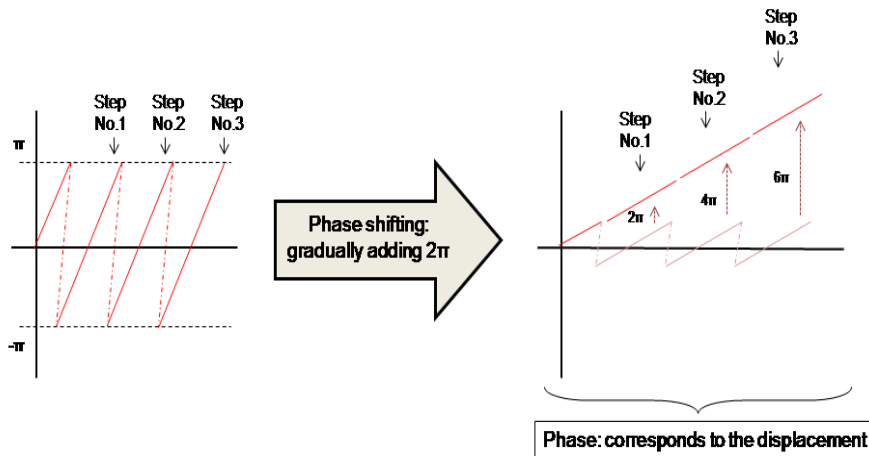 π
-π
Step
No.1
Step
No.2
Step
No.3
Phase shifting:
gradually adding 2π
Step
No.1
Step
No.2
Step
No.3
2π
4π
6π
Phase: corresponds to the displacement